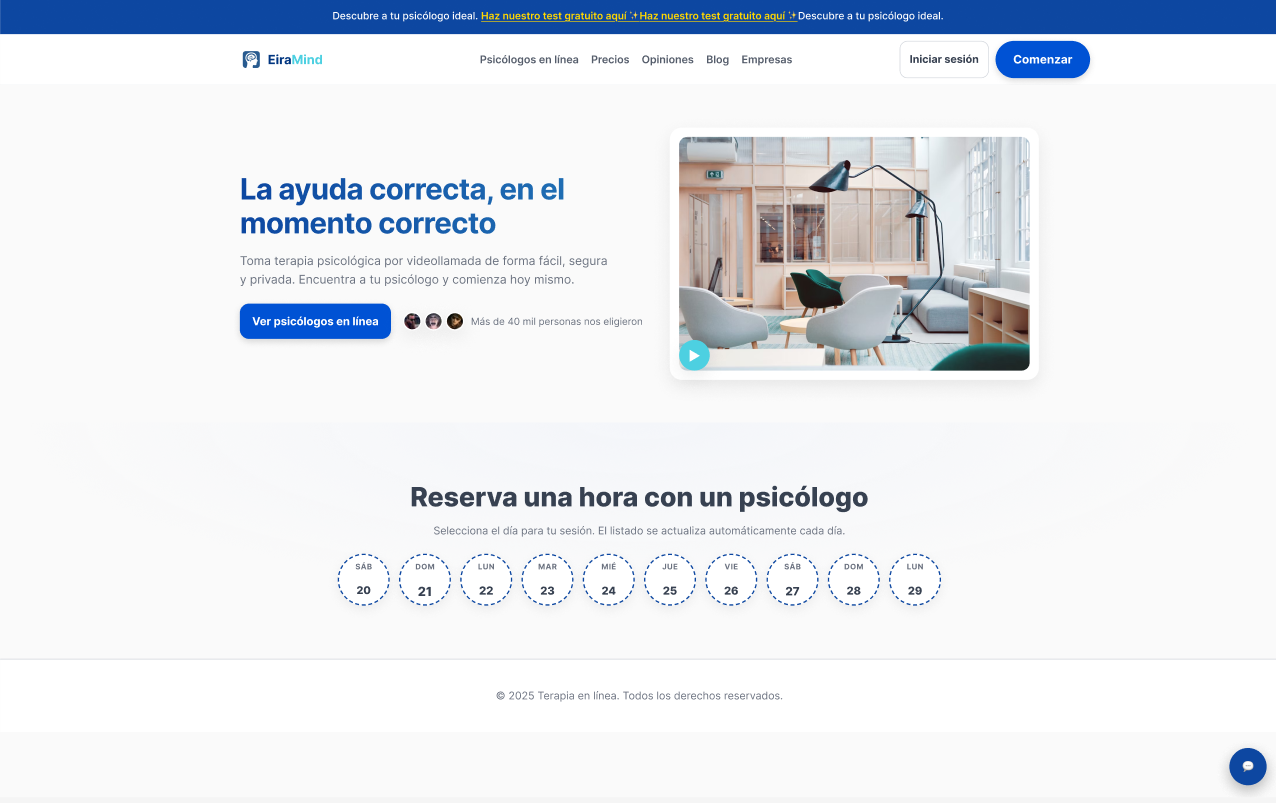 Descubre a tu psicólogo ideal. Haz nuestro test gratuito aquí ✨Haz nuestro test gratuito aquí ✨Descubre a tu psicólogo ideal.
EiraMind
Psicólogos en línea Precios Opiniones Blog Empresas
Iniciar sesión
Comenzar
La ayuda correcta, en el
momento correcto
Toma terapia psicológica por videollamada de forma fácil, segura
y privada. Encuentra a tu psicólogo y comienza hoy mismo.
Ver psicólogos en línea
Más de 40 mil personas nos eligieron
Reserva una hora con un psicólogo
Selecciona el día para tu sesión. El listado se actualiza automáticamente cada día.
SÁB DOM LUN MAR MIÉ JUE VIE SÁB DOM LUN
20 21 22 23 24 25 26 27 28 29
© 2025 Terapia en línea. Todos los derechos reservados.